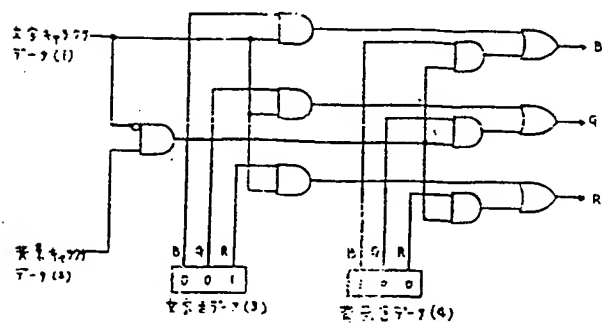 文字キャラクタ
データ(1)
B
G
R
背景キャラクタ
データ(2)
B G R
0 0 1
文字色データ(3)
B G R
1 0 0
背景色データ(4)